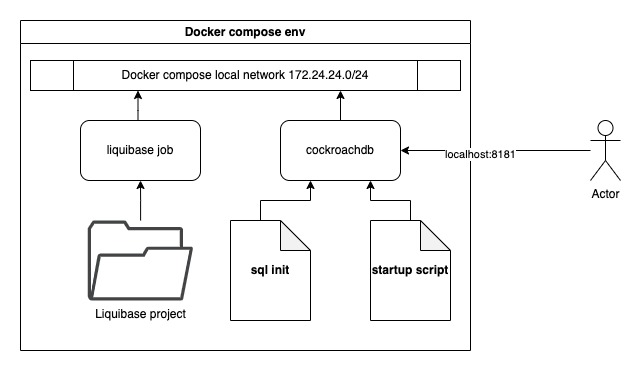 Docker compose env
Docker compose local network 172.24.24.0/24
liquibase job
cockroachdb
localhost:8181
Actor
sql init
startup script
Liquibase project